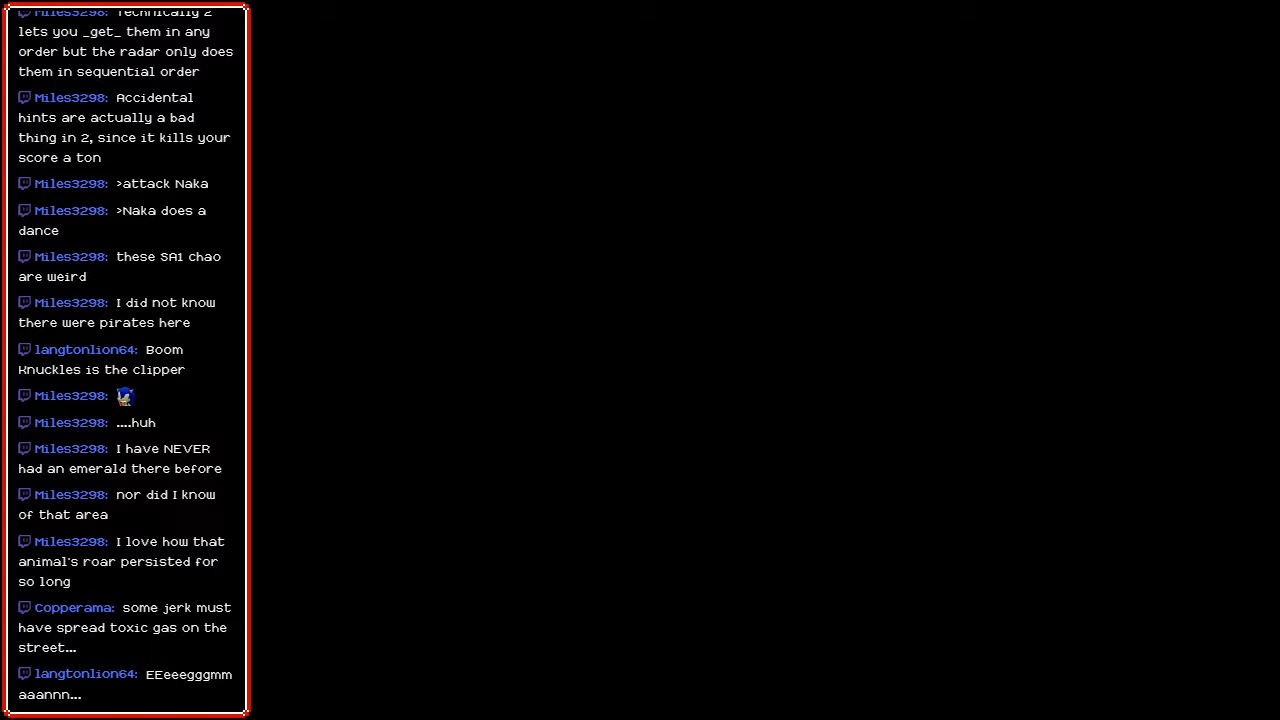 Miles3298: Technically 2
lets you _get_ them in any
order but the radar only does
them in sequential order
Miles3298: Accidental
hints are actually a bad
thing in 2, since it kills your
score a ton
Miles3298: >attack Naka
Miles3298: >Naka does a
dance
Miles3298: these SA1 chao
are weird
Miles3298: I did not know
there were pirates here
langtonlion64: Boom
Knuckles is the clipper
Miles3298:
Miles3298: ....huh
Miles3298: I have NEVER
had an emerald there before
Miles3298: nor did I know
of that area
Miles3298: I love how that
animal's roar persisted for
so long
Copperama: some jerk must
have spread toxic gas on the
street...
langtonlion64: EEeeegggmm
aaannn...